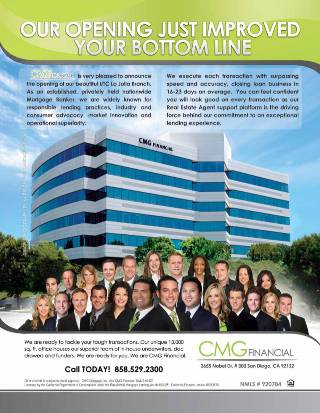 OUR OPENING JUST IMPROVED
YOUR BOTTOM LINE
CMG is very pleased to announce
the opening of our beautiful UTC La Jolla Branch.
As an established, privately held nationwide
Mortgage Banker, we are widely known for
responsible lending practices, industry and
consumer advocacy, market innovation and
operational superiority.
We execute each transaction with surpassing
speed and accuracy, closing loan business in
16-23 days on average. You can feel confident
you will look good on every transaction as our
Real Estate Agent support platform is the driving
force behind our commitment to an exceptional
lending experience.
CMG FINANCIAL
We are ready to tackle your tough transactions. Our unique 13,000
sq. ft. office houses our superior team of in-house underwriters, doc
drawers and funders. We are ready for you. We are CMG Financial.
Call TODAY! 858.529.2300
CMG FINANCIAL
3655 Nobel Dr. # 300 San Diego, CA 92122
NMLS # 920784